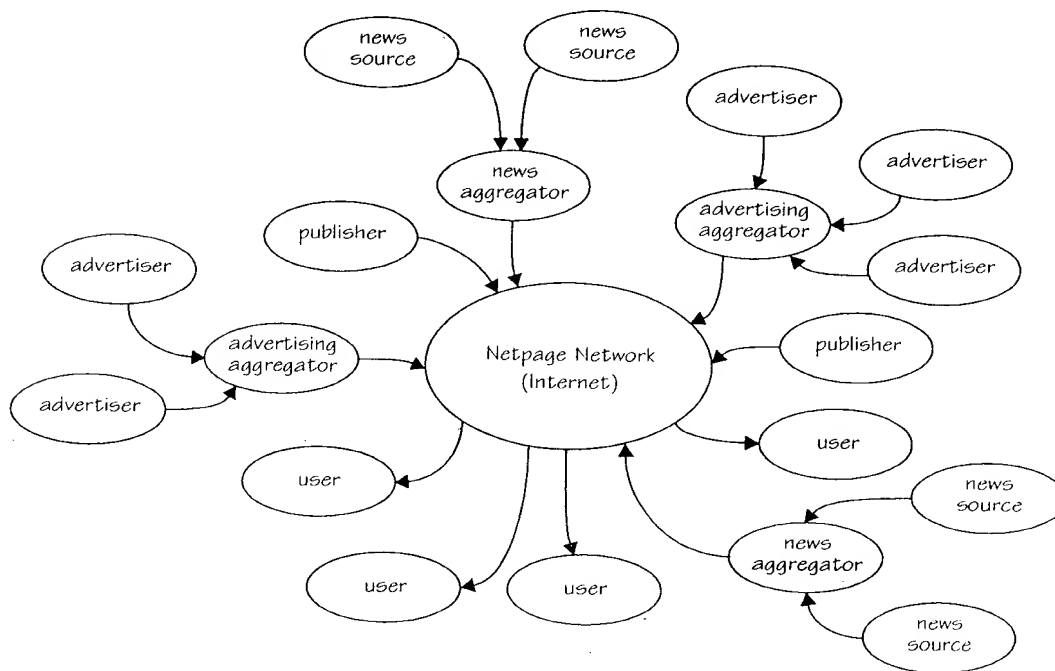 news
source
news
source
advertiser
advertiser
news
aggregator
advertising
aggregator
publisher
advertiser
advertiser
Netpage Network
(Internet)
publisher
advertising
aggregator
advertiser
user
user
news
source
news
aggregator
user
user
news
source